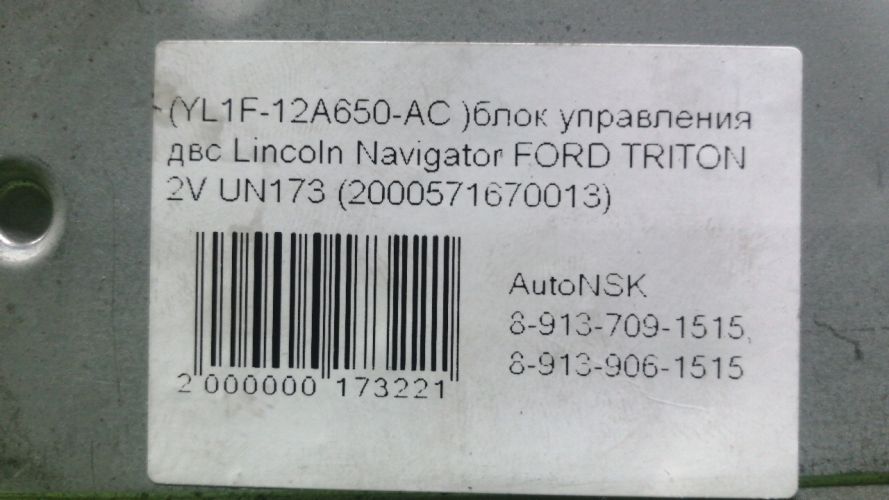 (YL1F-12A650-AC )блок управления
двс Lincoln Navigator FORD TRITON
2V UN173 (2000571670013)
AutoNSK
8-913-709-1515,
8-913-906-1515
2 000000 173221